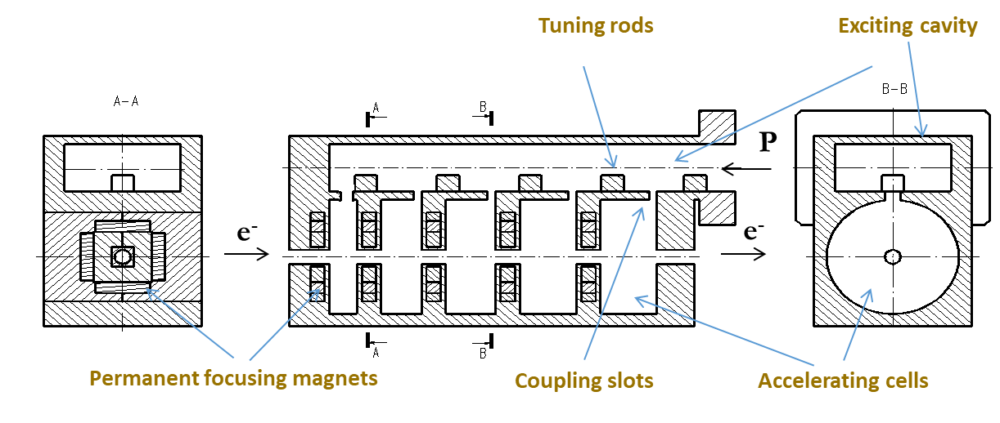 Tuning rods
Exciting cavity
A-A
A
B
B-B
P
e-
e-
A
B
Permanent focusing magnets
Coupling slots
Accelerating cells